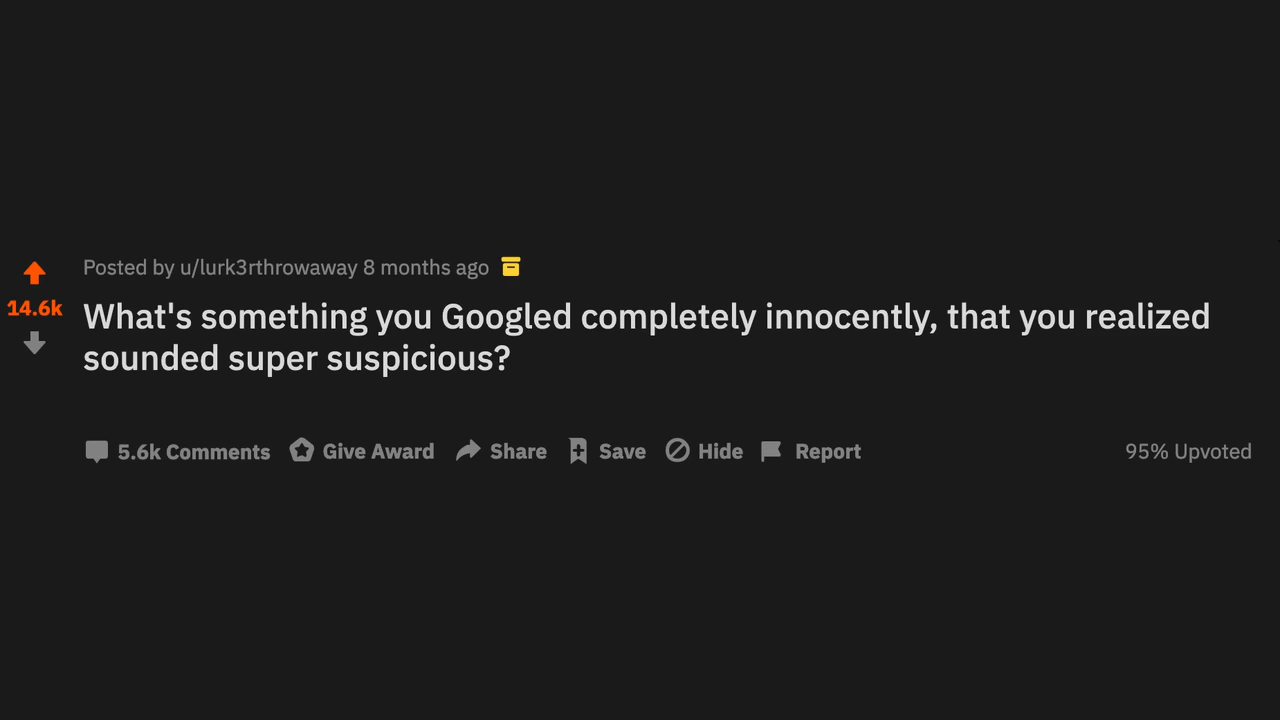 Posted by u/lurk3rthrowaway 8 months ago
14.6k
What's something you Googled completely innocently, that you realized
sounded super suspicious?
5.6k Comments Give Award Share Save Hide Report 95% Upvoted